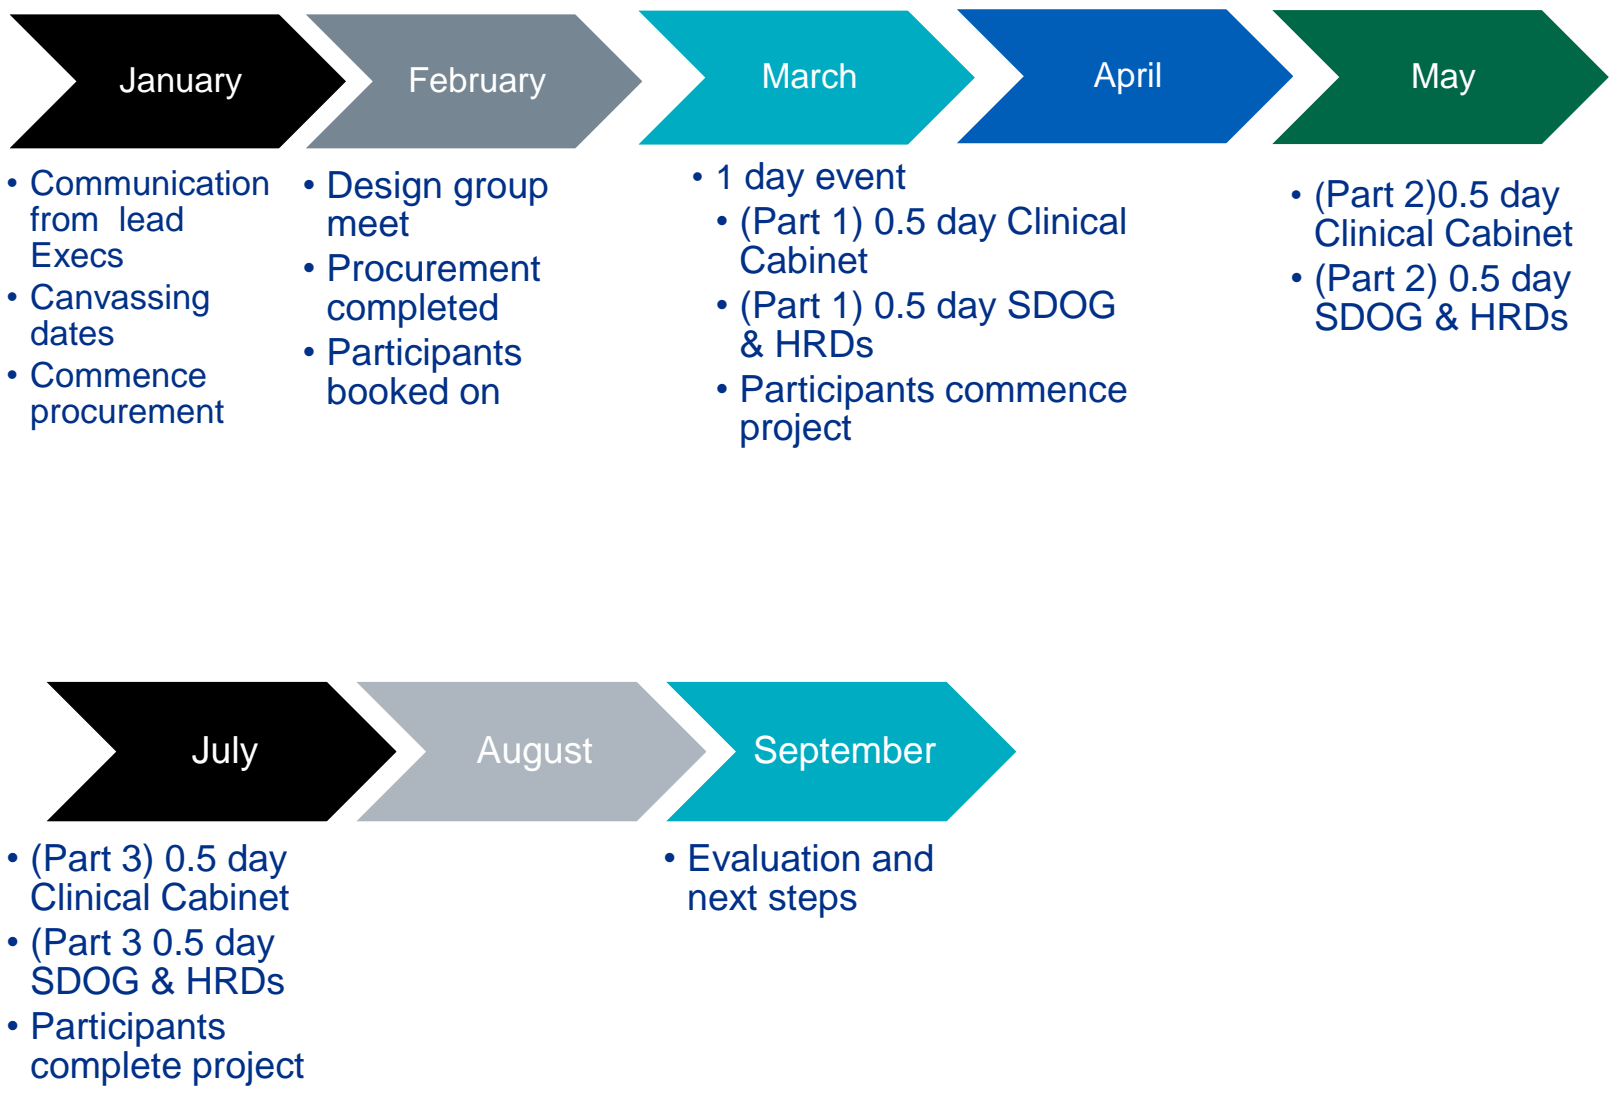 January
February
March
April
May
• Communication
from  lead
Execs
• Canvassing
dates
• Commence
procurement
• Design group
meet
• Procurement
completed
• Participants
booked on
• 1 day event
• (Part 1) 0.5 day Clinical
Cabinet
• (Part 1) 0.5 day SDOG
& HRDs
• Participants commence
project
• (Part 2)0.5 day
Clinical Cabinet
• (Part 2) 0.5 day
SDOG & HRDs
July
August
September
• (Part 3) 0.5 day
Clinical Cabinet
• (Part 3 0.5 day
SDOG & HRDs
• Participants
complete project
• Evaluation and
next steps